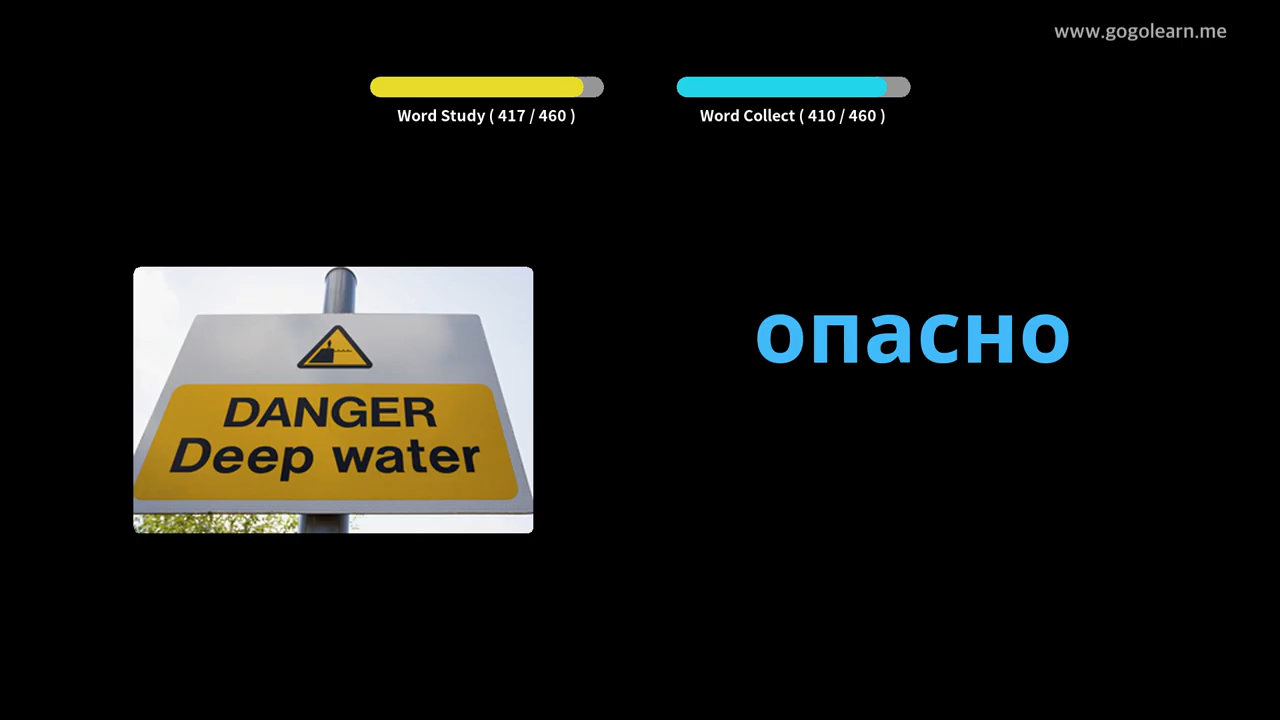 www.gogolearn.me
Word Study ( 417 / 460 )
Word Collect ( 410 / 460 )
DANGER
Deep water
опасно